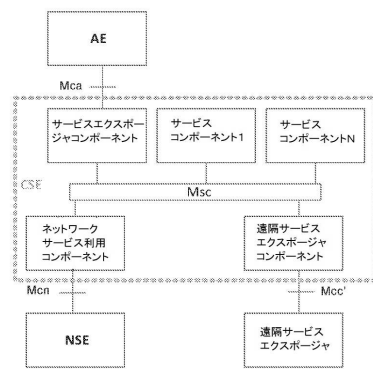 AE
Mca
サービスエクスポー
ジャコンポーネント
サービス
コンポーネント1
サービス
コンポーネントN
CSE
Msc
ネットワーク
サービス利用
コンポーネント
遠隔サービス
エクスポージャ
コンポーネント
Mcn
Mcc'
NSE
遠隔サービス
エクスポージャ